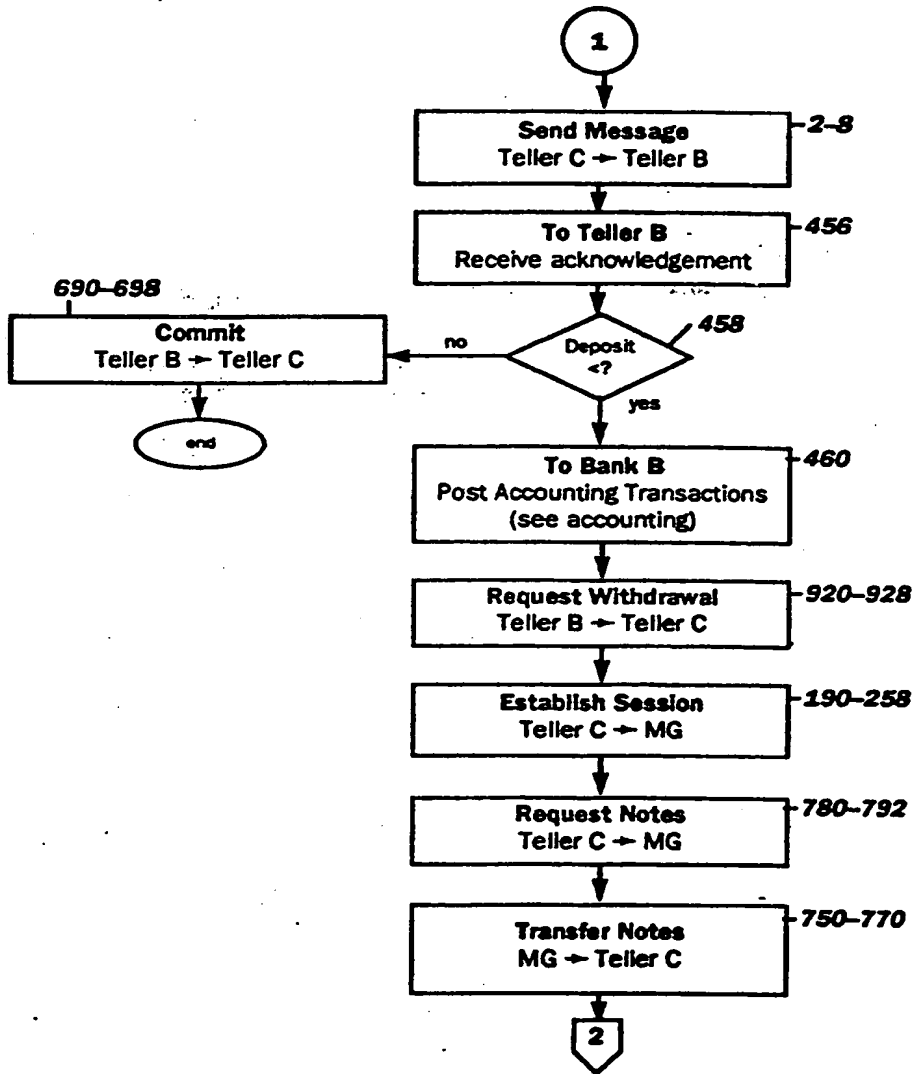 1
Send Message
Teller C → Teller B
2-8
To Teller B
Receive acknowledgement
456
690-698
Commit
Teller B → Teller C
end
no
Deposit
<?
458
yes
To Bank B
Post Accounting Transactions
(see accounting)
460
Request Withdrawal
Teller B → Teller C
920-928
Establish Session
Teller C → MG
190-258
Request Notes
Teller C → MG
780-792
Transfer Notes
MG → Teller C
750-770
2